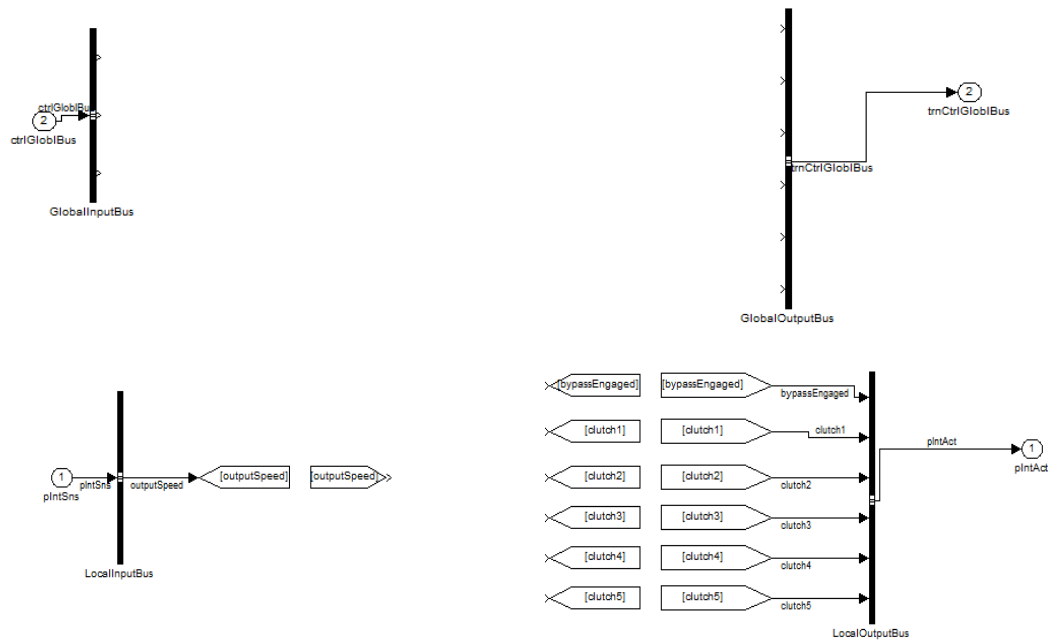 ctrlGloblBus
2
ctrlGloblBus
GlobalInputBus
2
trnCtrlGloblBus
trnCtrlGloblBus
GlobalOutputBus
1
plntSns
plntSns
outputSpeed
[outputSpeed]
[outputSpeed]
LocalInputBus
[bypassEngaged]
[bypassEngaged]
bypassEngaged
[clutch1]
[clutch1]
clutch1
[clutch2]
[clutch2]
clutch2
[clutch3]
[clutch3]
clutch3
[clutch4]
[clutch4]
clutch4
[clutch5]
[clutch5]
clutch5
plntAct
1
plntAct
LocalOutputBus